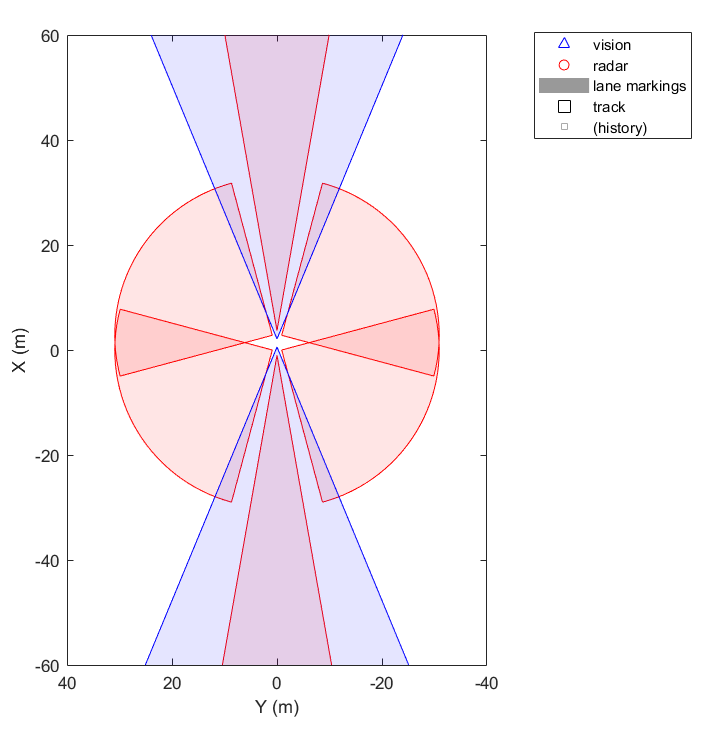 60
40
20
0
-20
-40
-60
X (m)
40 20 0 -20 -40
Y (m)
vision
radar
lane markings
track
(history)